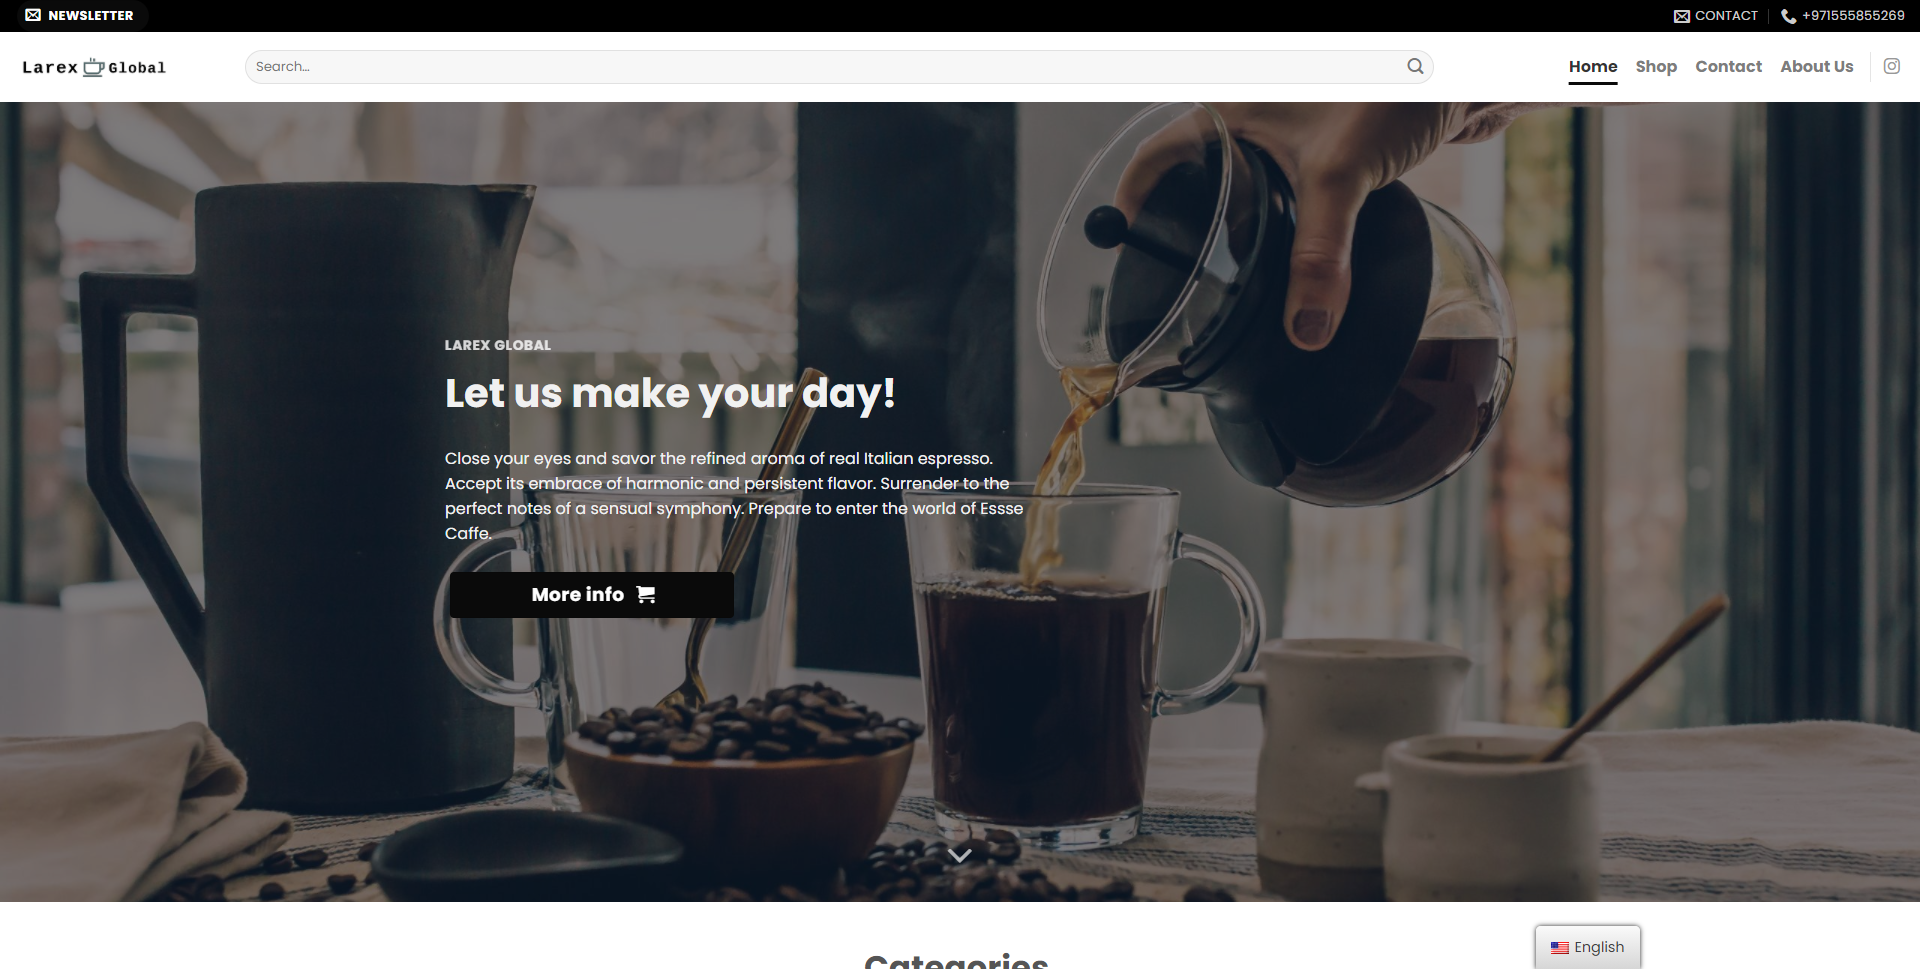 NEWSLETTER
CONTACT
+971555855269
Larex Global
Search...
Home
Shop
Contact
About Us
LAREX GLOBAL
Let us make your day!
Close your eyes and savor the refined aroma of real Italian espresso.
Accept its embrace of harmonic and persistent flavor. Surrender to the
perfect notes of a sensual symphony. Prepare to enter the world of Essse
Caffe.
More info
Categories
English